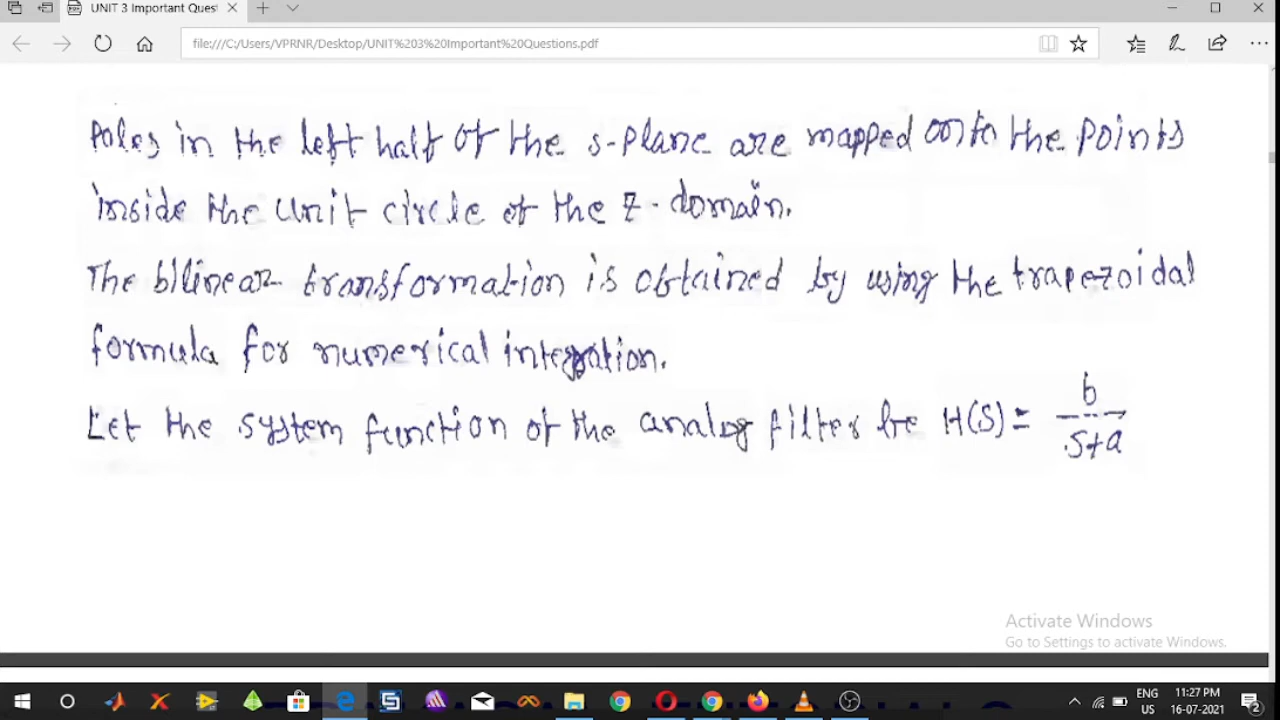 UNIT 3 Important Quest
file:///C:/Users/VPRNR/Desktop/UNIT%203%20Important%20Questions.pdf
Poles in the left half of the s-plane are mapped onto the points
inside the unit circle of the z-domain.
The bilinear transformation is obtained by using the trapezoidal
formula for numerical integration.
Let the system function of the analog filter be H(S) = b / S+a
Activate Windows
Go to Settings to activate Windows.
ENG 11:27 PM
US 16-07-2021
2